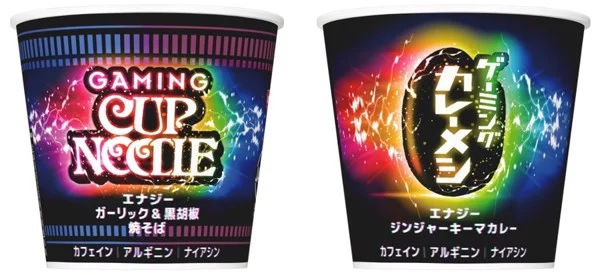 GAMING
CUP
NOODLE
エナジー
ガーリック&黒胡椒
焼そば
カフェイン | アルギニン | ナイアシン
ゲーミング
カレーメシ
エナジー
ジンジャーキーマカレー
カフェイン | アルギニン | ナイアシン